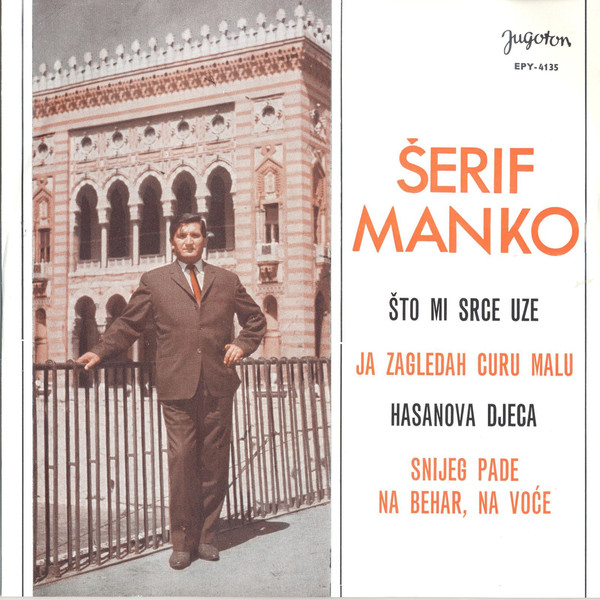 Jugoton
EPY-4135
ŠERIF
MANKO
ŠTO MI SRCE UZE
JA ZAGLEDAH CURU MALU
HASANOVA DJECA
SNIJEG PADE
NA BEHAR, NA VOĆE